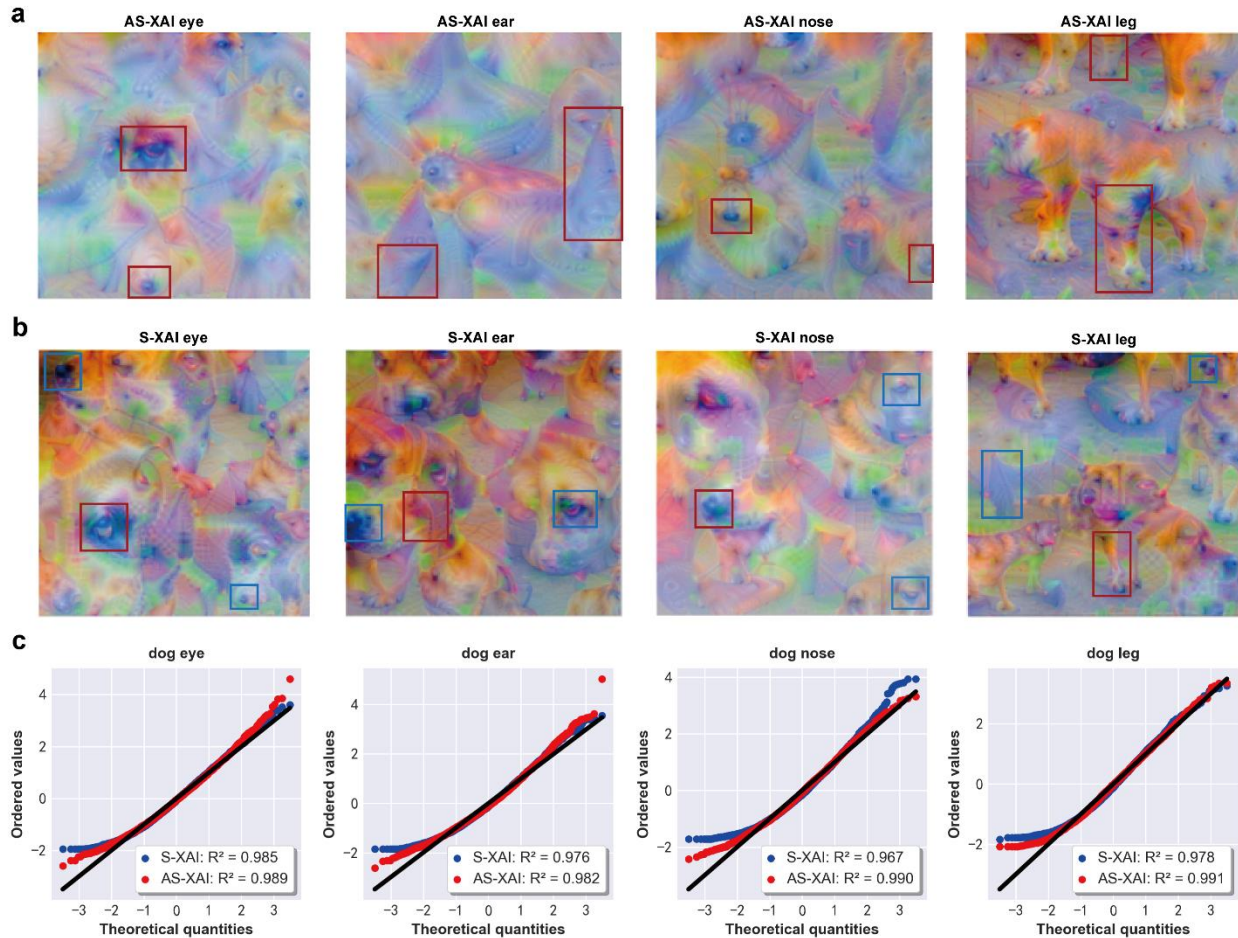 a
AS-XAI eye
AS-XAI ear
AS-XAI nose
AS-XAI leg
b
S-XAI eye
S-XAI ear
S-XAI nose
S-XAI leg
c
dog eye
dog ear
dog nose
dog leg
Ordered values
4
2
0
−2
S-XAI: R² = 0.985
AS-XAI: R² = 0.989
−3 −2 −1 0 1 2 3
Theoretical quantities
Ordered values
4
2
0
−2
S-XAI: R² = 0.976
AS-XAI: R² = 0.982
−3 −2 −1 0 1 2 3
Theoretical quantities
Ordered values
4
2
0
−2
S-XAI: R² = 0.967
AS-XAI: R² = 0.990
−3 −2 −1 0 1 2 3
Theoretical quantities
Ordered values
2
0
−2
S-XAI: R² = 0.978
AS-XAI: R² = 0.991
−3 −2 −1 0 1 2 3
Theoretical quantities